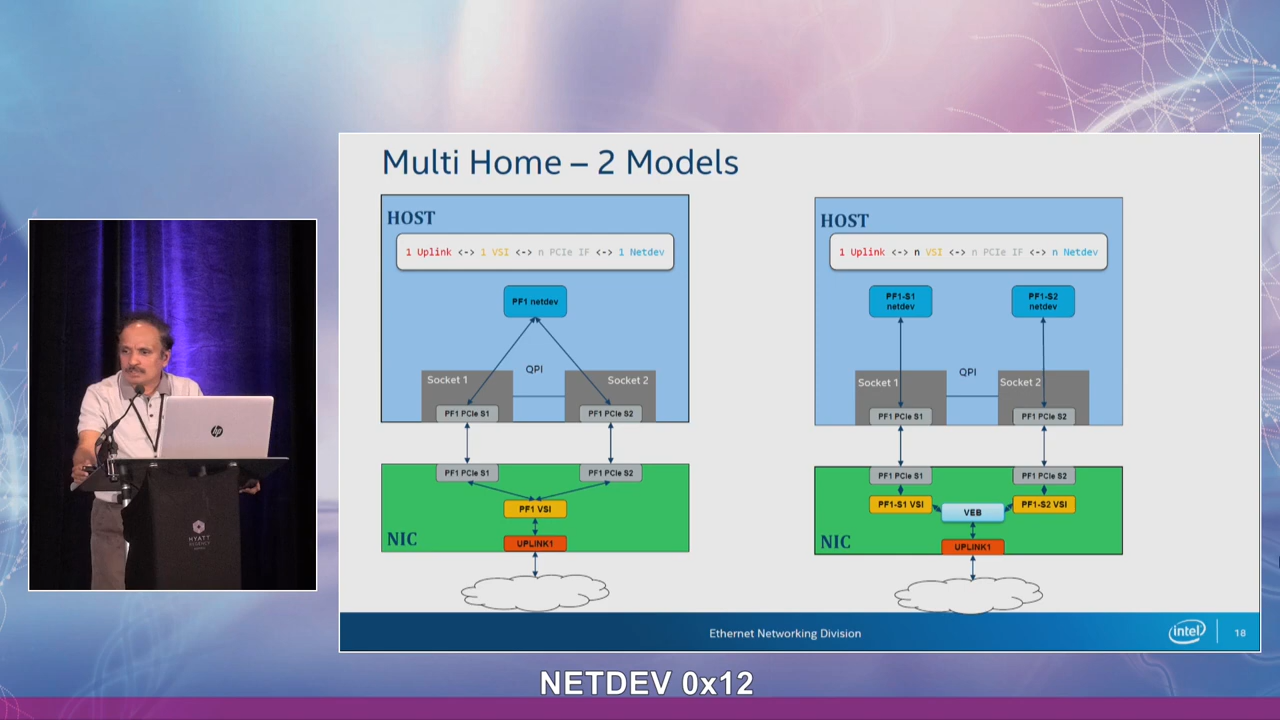 Multi Home – 2 Models
HOST
1 Uplink <-> 1 VSI <-> n PCIe IF <-> 1 Netdev
PF1 netdev
QPI
Socket 1
Socket 2
PF1 PCIe S1
PF1 PCIe S2
PF1 PCIe S1
PF1 PCIe S2
PF1 VSI
NIC
UPLINK1
HOST
1 Uplink <-> n VSI <-> n PCIe IF <-> n Netdev
PF1-S1
netdev
PF1-S2
netdev
QPI
Socket 1
Socket 2
PF1 PCIe S1
PF1 PCIe S2
PF1 PCIe S1
PF1 PCIe S2
PF1-S1 VSI
VEB
PF1-S2 VSI
NIC
UPLINK1
Ethernet Networking Division
intel
18
hp
HYATT
REGENCY
NETDEV 0x12